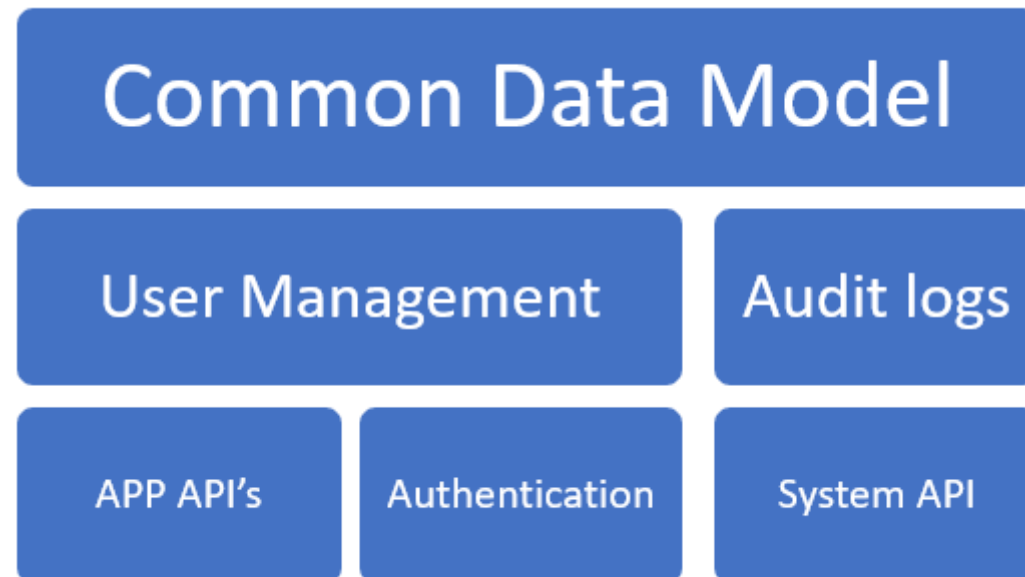 Common Data Model
User Management
Audit logs
APP API’s
Authentication
System API